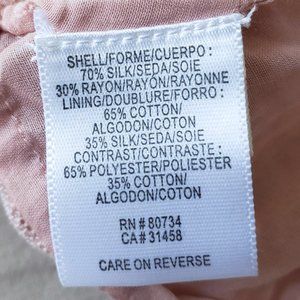 SHELL/FORME/CUERPO :
70% SILK/SEDA/SOIE
30% RAYON/RAYON/RAYONNE
LINING/DOUBLURE/FORRO :
65% COTTON/
ALGODON/COTON
35% SILK/SEDA/SOIE
CONTRAST/CONTRASTE :
65% POLYESTER/POLIESTER
35% COTTON/
ALGODON/COTON
RN # 80734
CA# 31458
CARE ON REVERSE